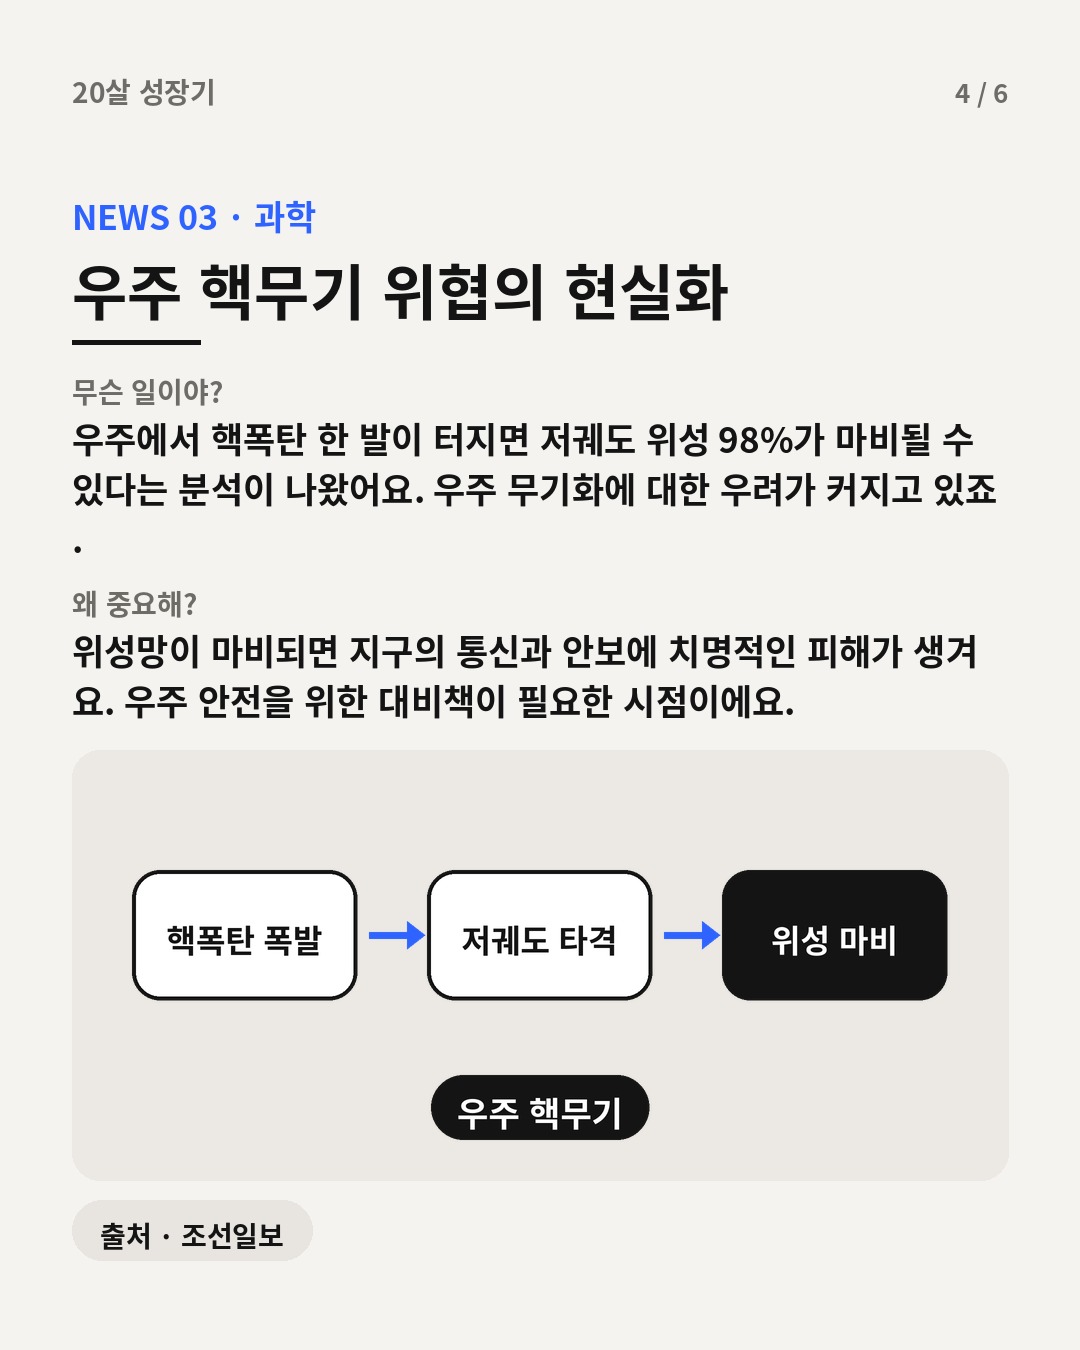 20살 성장기
4 / 6
NEWS 03 · 과학
우주 핵무기 위협의 현실화
무슨 일이야?
우주에서 핵폭탄 한 발이 터지면 저궤도 위성 98%가 마비될 수
있다는 분석이 나왔어요. 우주 무기화에 대한 우려가 커지고 있죠
.
왜 중요해?
위성망이 마비되면 지구의 통신과 안보에 치명적인 피해가 생겨
요. 우주 안전을 위한 대비책이 필요한 시점이에요.
핵폭탄 폭발
저궤도 타격
위성 마비
우주 핵무기
출처 · 조선일보